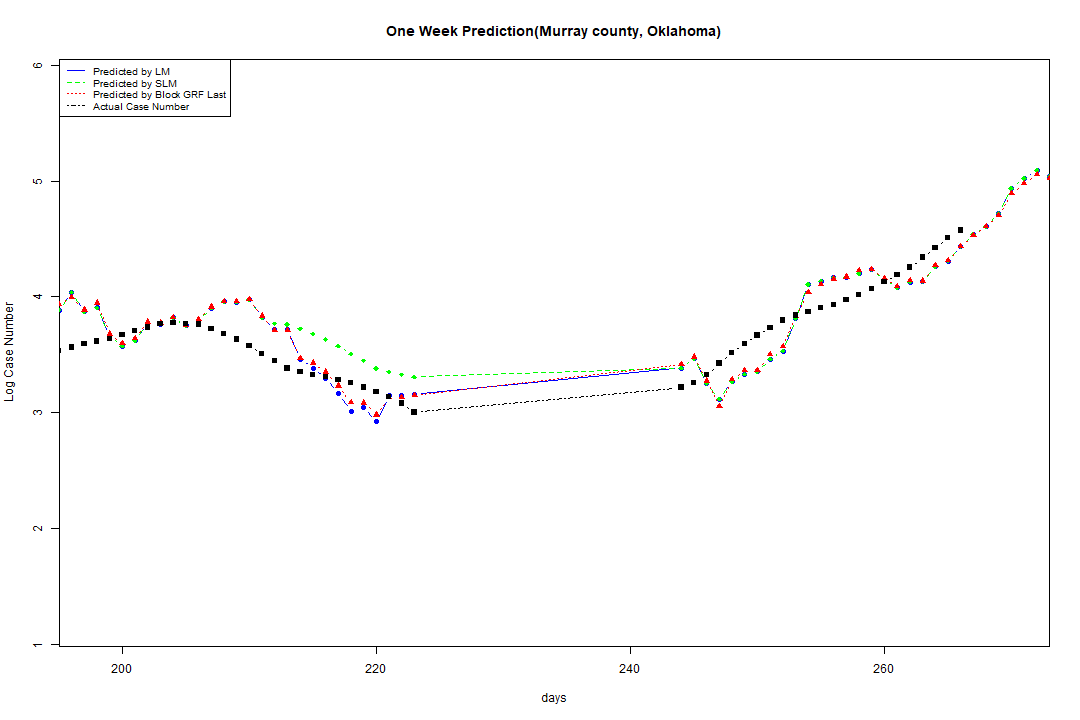 One Week Prediction(Murray county, Oklahoma)
Predicted by LM
Predicted by SLM
Predicted by Block GRF Last
Actual Case Number
6
5
4
3
2
1
Log Case Number
200 220 240 260
days